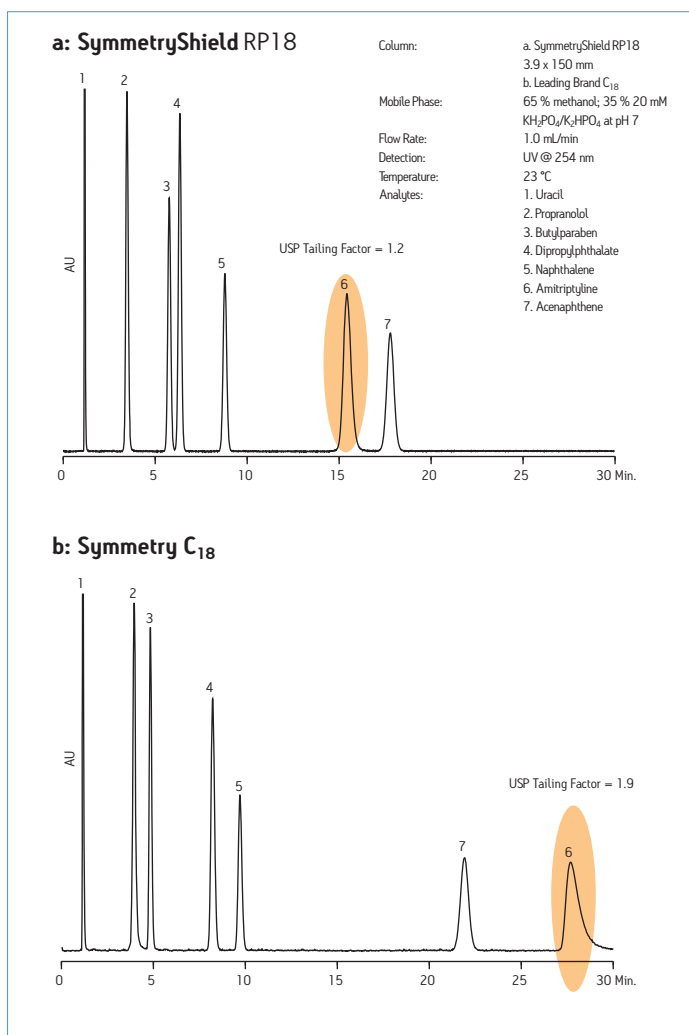 a: SymmetryShield RP18
Column: a. SymmetryShield RP18
3.9 x 150 mm
b. Leading Brand C₁₈
Mobile Phase: 65 % methanol; 35 % 20 mM
KH₂PO₄/K₂HPO₄ at pH 7
Flow Rate: 1.0 mL/min
Detection: UV @ 254 nm
Temperature: 23 °C
Analytes: 1. Uracil
2. Propranolol
3. Butylparaben
4. Dipropylphthalate
5. Naphthalene
6. Amitriptyline
7. Acenaphthene
1
2
4
3
AU
5
USP Tailing Factor = 1.2
6
7
0 5 10 15 20 25 30 Min.
b: Symmetry C₁₈
1
2
3
4
AU
5
7
USP Tailing Factor = 1.9
6
0 5 10 15 20 25 30 Min.